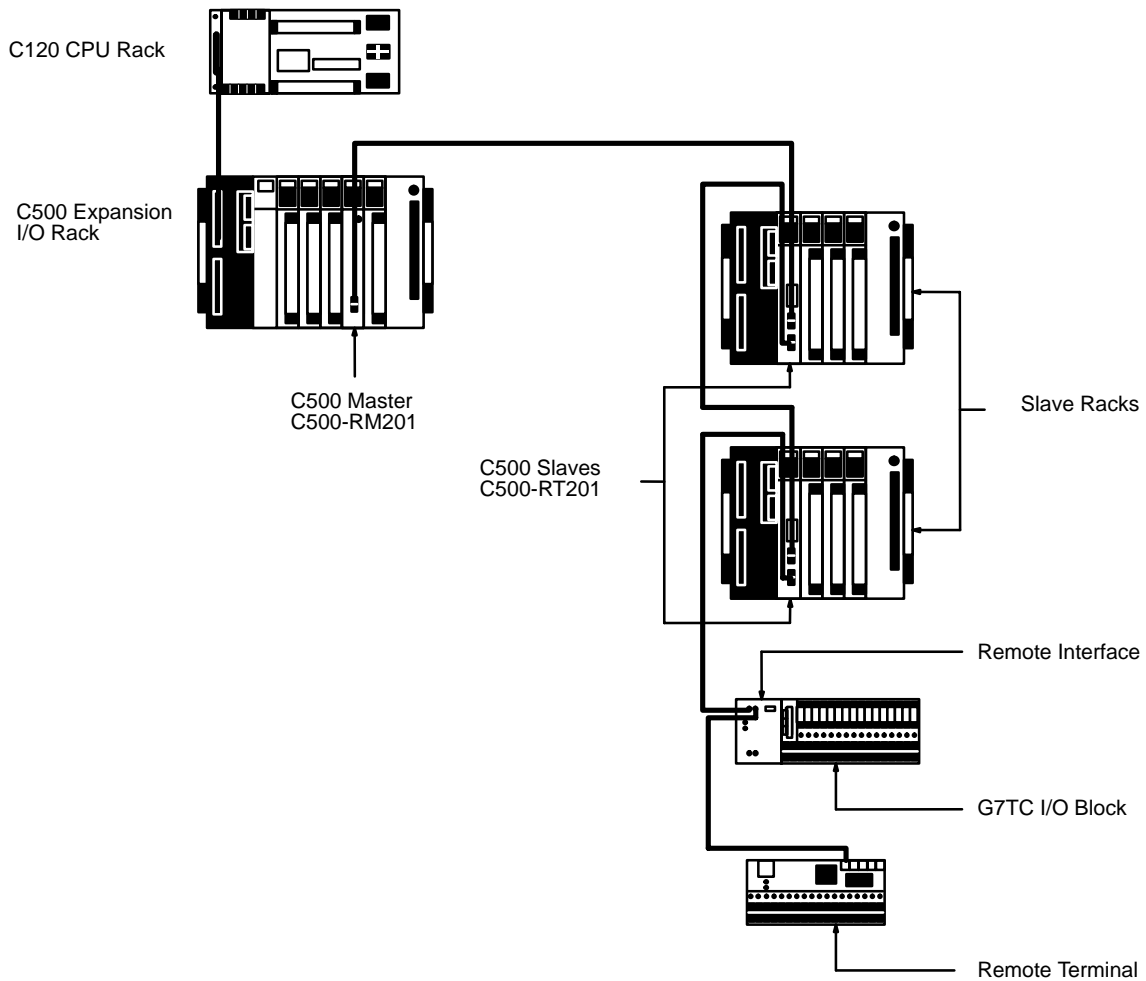 C120 CPU Rack
C500 Expansion
I/O Rack
C500 Master
C500-RM201
Slave Racks
C500 Slaves
C500-RT201
Remote Interface
G7TC I/O Block
Remote Terminal